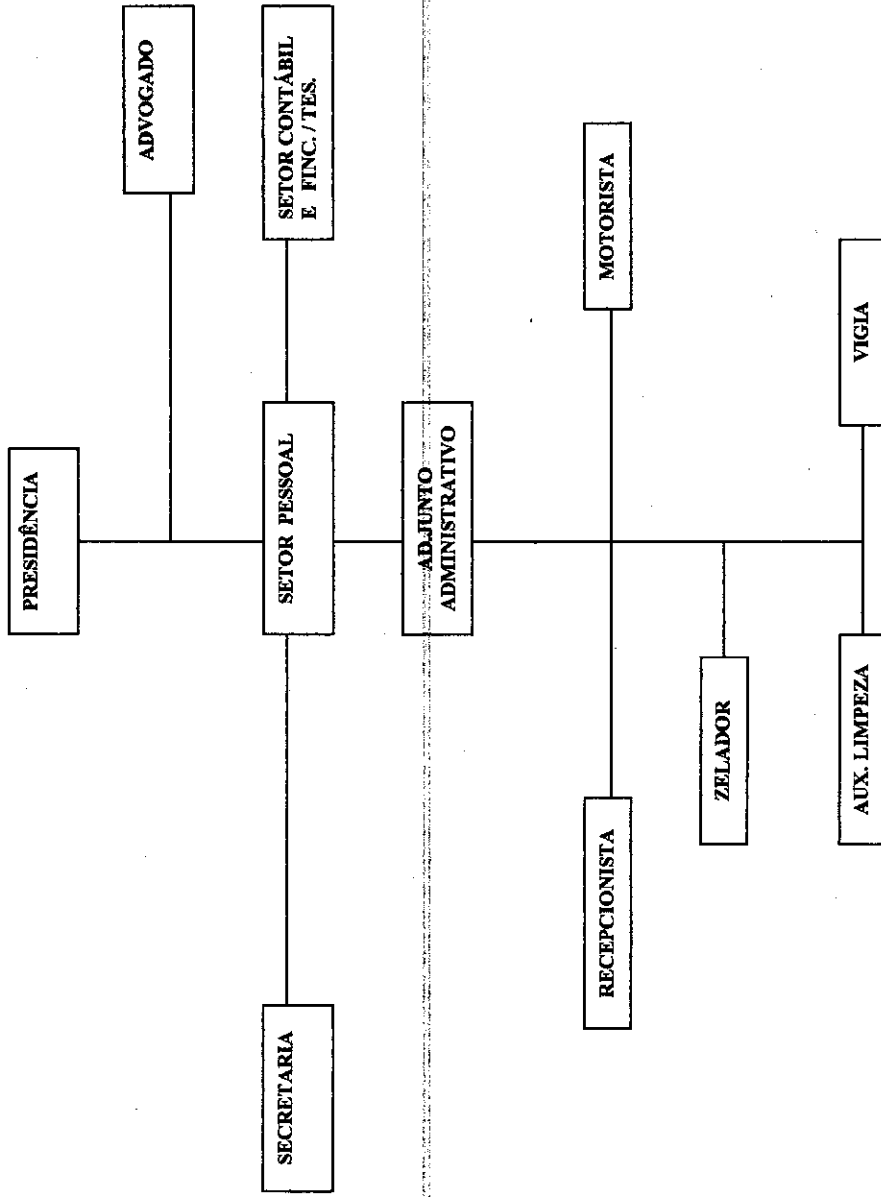 PRESIDÊNCIA
ADVOGADO
SECRETARIA
SETOR PESSOAL
SETOR CONTÁBIL
E FINC. / TES.
ADJUNTO
ADMINISTRATIVO
RECEPCIONISTA
MOTORISTA
ZELADOR
AUX. LIMPEZA
VIGIA